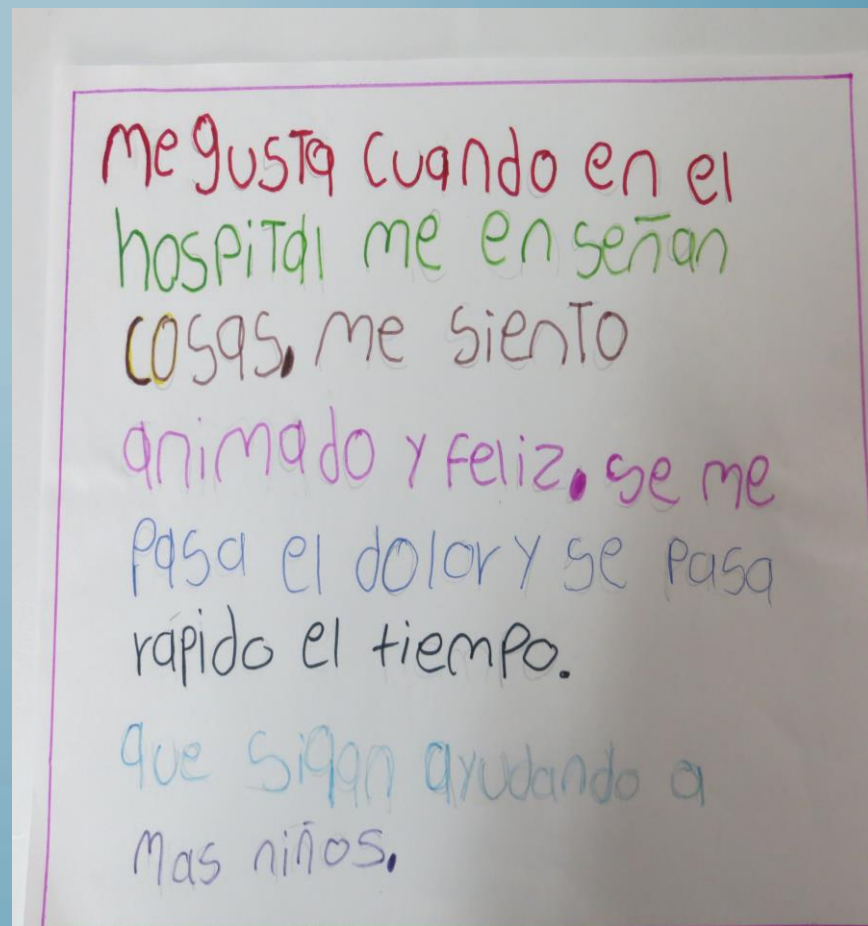 me gusta cuando en el
hospital me enseñan
cosas, me siento
animado y feliz, se me
pasa el dolor y se pasa
rápido el tiempo.
que sigan ayudando a
mas niños.